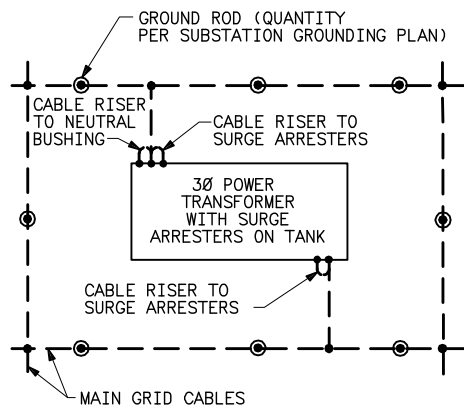 GROUND ROD (QUANTITY
PER SUBSTATION GROUNDING PLAN)
CABLE RISER
TO NEUTRAL
BUSHING
CABLE RISER TO
SURGE ARRESTERS
3Ø POWER
TRANSFORMER
WITH SURGE
ARRESTERS ON TANK
CABLE RISER TO
SURGE ARRESTERS
MAIN GRID CABLES